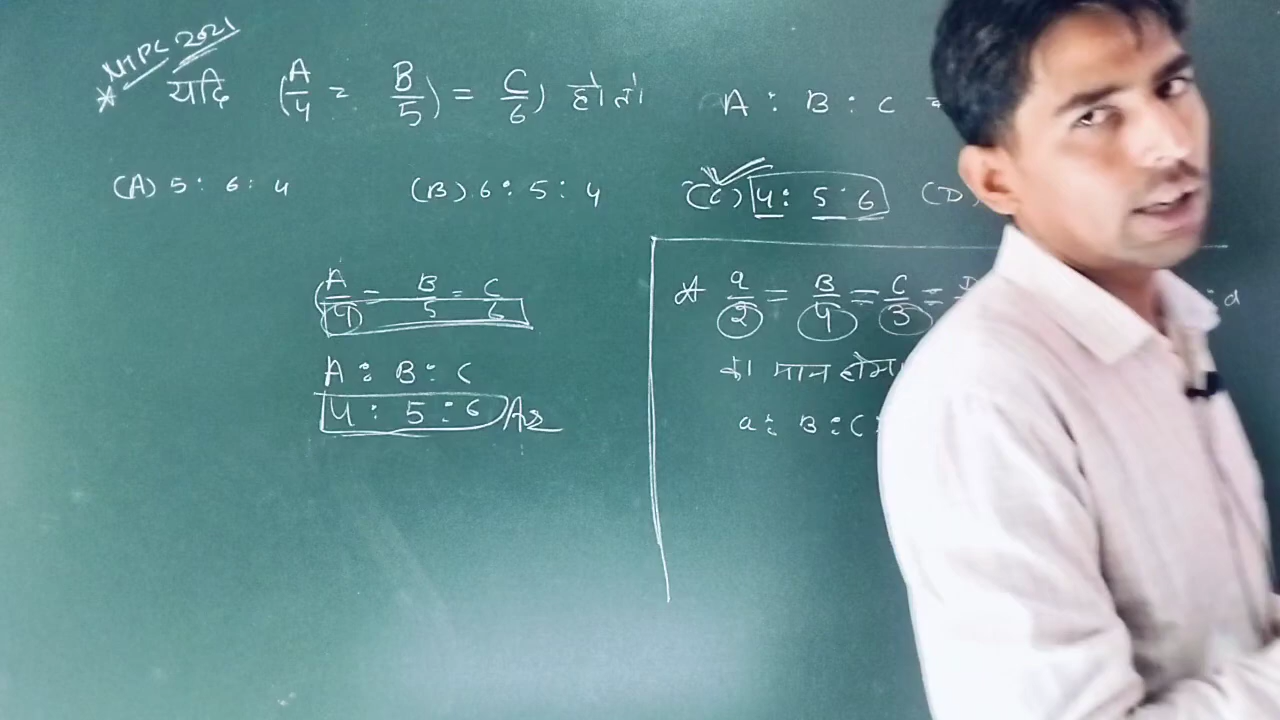 NTPC 2021
* यदि (A/4 = B/5) = C/6) हो तो A : B : C =
(A) 5 : 6 : 4 (B) 6 : 5 : 4 (C) 4 : 5 : 6 (D)
(A/4 = B/5 = C/6
A : B : C
4 : 5 : 6 Ans
* a/2 = B/4 = C/3 = : d
का मान होगा
a : B : C :